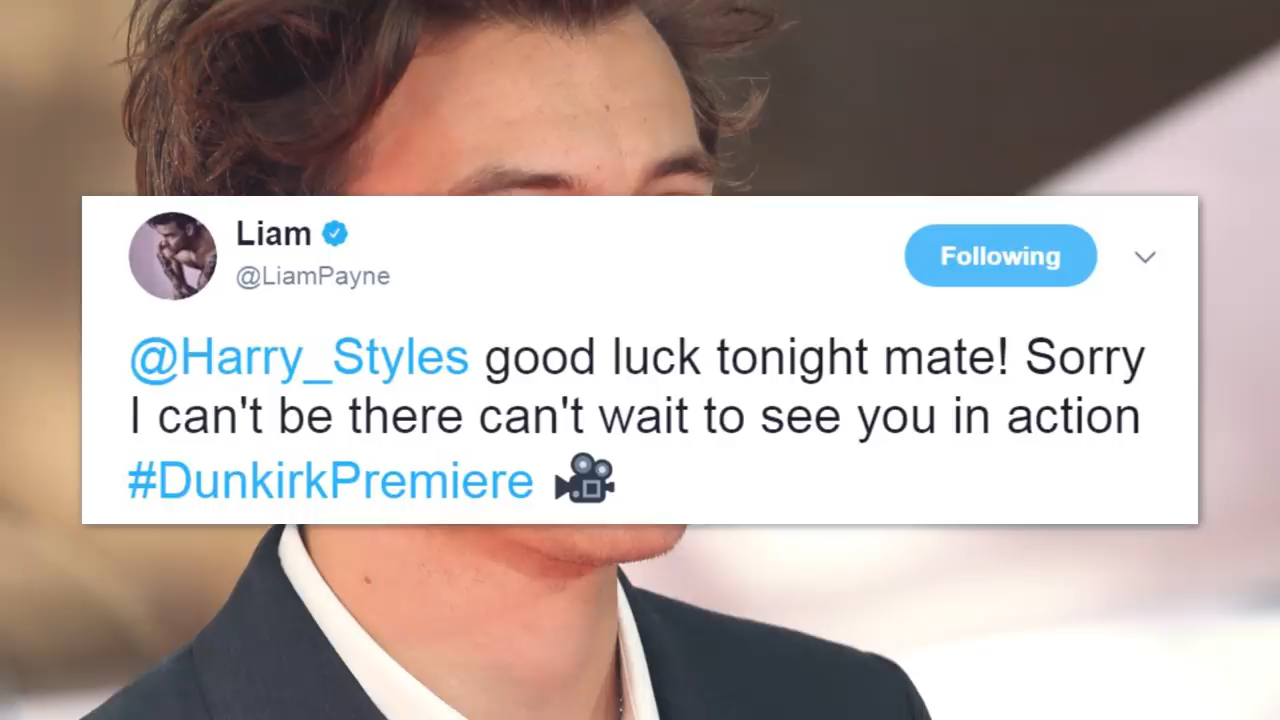 Liam
@LiamPayne
Following
@Harry_Styles good luck tonight mate! Sorry
I can't be there can't wait to see you in action
#DunkirkPremiere 🎥